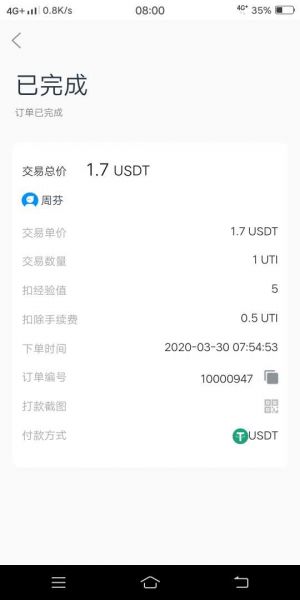 4G+ 0.8K/s 08:00 4G+ 35%
已完成
订单已完成
交易总价 1.7 USDT
周芬
交易单价 1.7 USDT
交易数量 1 UTI
扣经验值 5
扣除手续费 0.5 UTI
下单时间 2020-03-30 07:54:53
订单编号 10000947
打款截图
付款方式 USDT